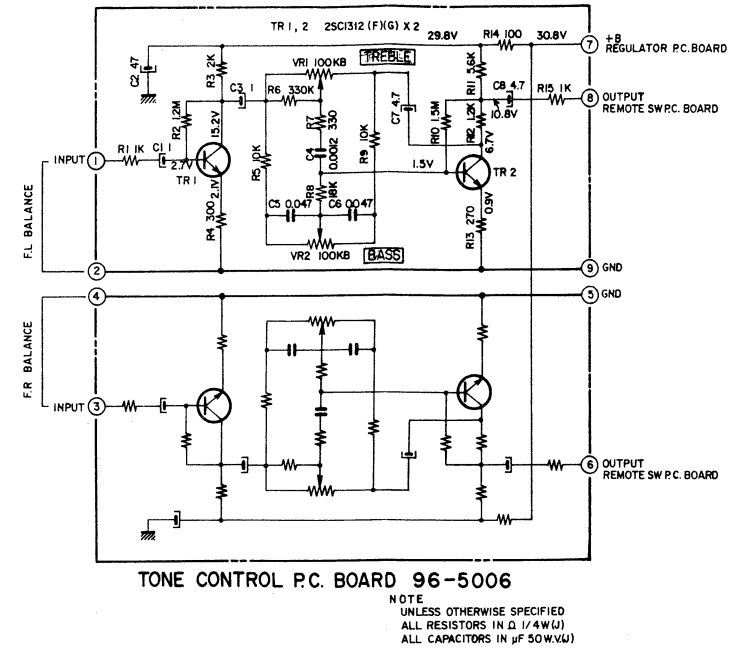 TR 1, 2 2SC1312 (F)(G) X 2
29.8V R14 100 30.8V
7 +B
REGULATOR P.C. BOARD
C2 47
R3 2K
VR1 100KB
TREBLE
R11 5.6K
C8 4.7
R15 1K
8 OUTPUT
REMOTE SW P.C. BOARD
C3 1
R6 330K
R2 1.2M
15.2V
R7 330
C7 4.7
R10 1.5M
R12 1.2K
10.8V
6.7V
INPUT 1
R1 1K
C1 1
2.7V
TR 1
2.1V
R5 10K
C4 0.0012
R9 10K
1.5V
TR 2
0.9V
R8 18K
R4 300
C5 0.047
C6 0.047
R13 270
VR2 100KB
BASS
F.L BALANCE
2
9 GND
4
5 GND
F.R BALANCE
INPUT 3
6 OUTPUT
REMOTE SW P.C. BOARD
TONE CONTROL P.C. BOARD 96-5006
NOTE
UNLESS OTHERWISE SPECIFIED
ALL RESISTORS IN Ω 1/4W(J)
ALL CAPACITORS IN μF 50W.V.(J)